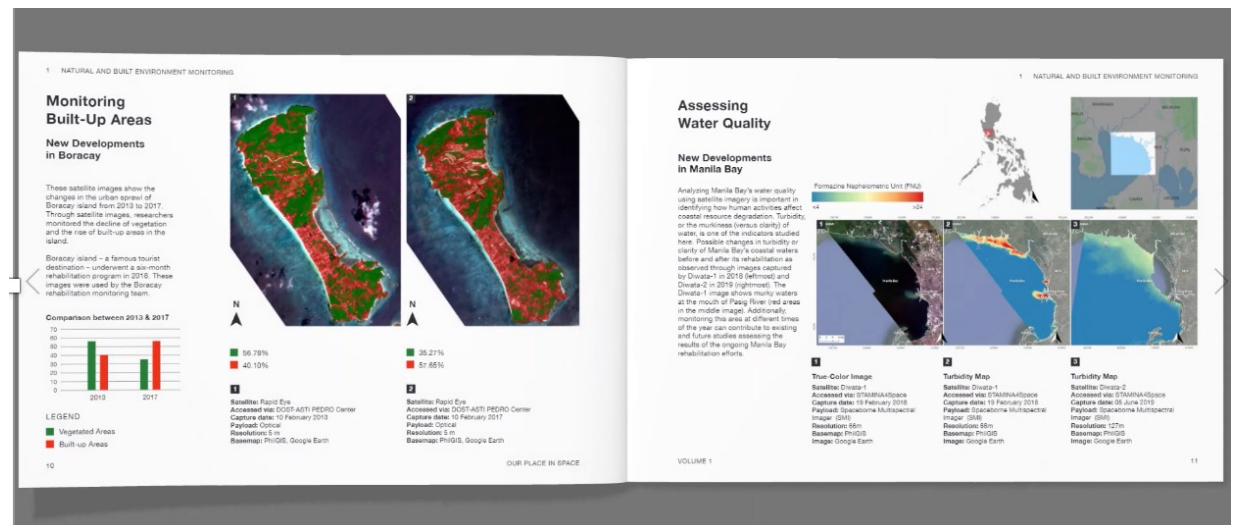 1 NATURAL AND BUILT ENVIRONMENT MONITORING
Monitoring
Built-Up Areas
New Developments
in Boracay
These satellite images show the
changes in the urban sprawl of
Boracay island from 2013 to 2017.
Through satellite images, researchers
monitored the decline of vegetation
and the rise of built-up areas in the
island.
Boracay island – a famous tourist
destination – underwent a six-month
rehabilitation program in 2018. These
images were used by the Boracay
rehabilitation monitoring team.
Comparison between 2013 & 2017
70
60
50
40
30
20
10
0
2013 2017
LEGEND
Vegetated Areas
Built-up Areas
10
1
N
56.78%
40.10%
1
Satellite: Rapid Eye
Accessed via: DOST-ASTI PEDRO Center
Capture date: 10 February 2013
Payload: Optical
Resolution: 5 m
Basemap: PhilGIS, Google Earth
2
N
35.27%
57.65%
2
Satellite: Rapid Eye
Accessed via: DOST-ASTI PEDRO Center
Capture date: 10 February 2017
Payload: Optical
Resolution: 5 m
Basemap: PhilGIS, Google Earth
OUR PLACE IN SPACE
1 NATURAL AND BUILT ENVIRONMENT MONITORING
Assessing
Water Quality
New Developments
in Manila Bay
Analyzing Manila Bay's water quality
using satellite imagery is important in
identifying how human activities affect
coastal resource degradation. Turbidity,
or the murkiness (versus clarity) of
water, is one of the indicators studied
here. Possible changes in turbidity or
clarity of Manila Bay's coastal waters
before and after its rehabilitation as
observed through images captured
by Diwata-1 in 2018 (leftmost) and
Diwata-2 in 2019 (rightmost). The
Diwata-1 image shows murky waters
at the mouth of Pasig River (red areas
in the middle image). Additionally,
monitoring this area at different times
of the year can contribute to existing
and future studies assessing the
results of the ongoing Manila Bay
rehabilitation efforts.
Formazine Nephelometric Unit (FNU)
<4 >24
1
2
3
1
True-Color Image
Satellite: Diwata-1
Accessed via: STAMINA4Space
Capture date: 19 February 2018
Payload: Spaceborne Multispectral
Imager (SMI)
Resolution: 66m
Basemap: PhilGIS
Image: Google Earth
2
Turbidity Map
Satellite: Diwata-1
Accessed via: STAMINA4Space
Capture date: 19 February 2018
Payload: Spaceborne Multispectral
Imager (SMI)
Resolution: 66m
Basemap: PhilGIS
Image: Google Earth
3
Turbidity Map
Satellite: Diwata-2
Accessed via: STAMINA4Space
Capture date: 08 June 2019
Payload: Spaceborne Multispectral
Imager (SMI)
Resolution: 127m
Basemap: PhilGIS
Image: Google Earth
VOLUME 1
11